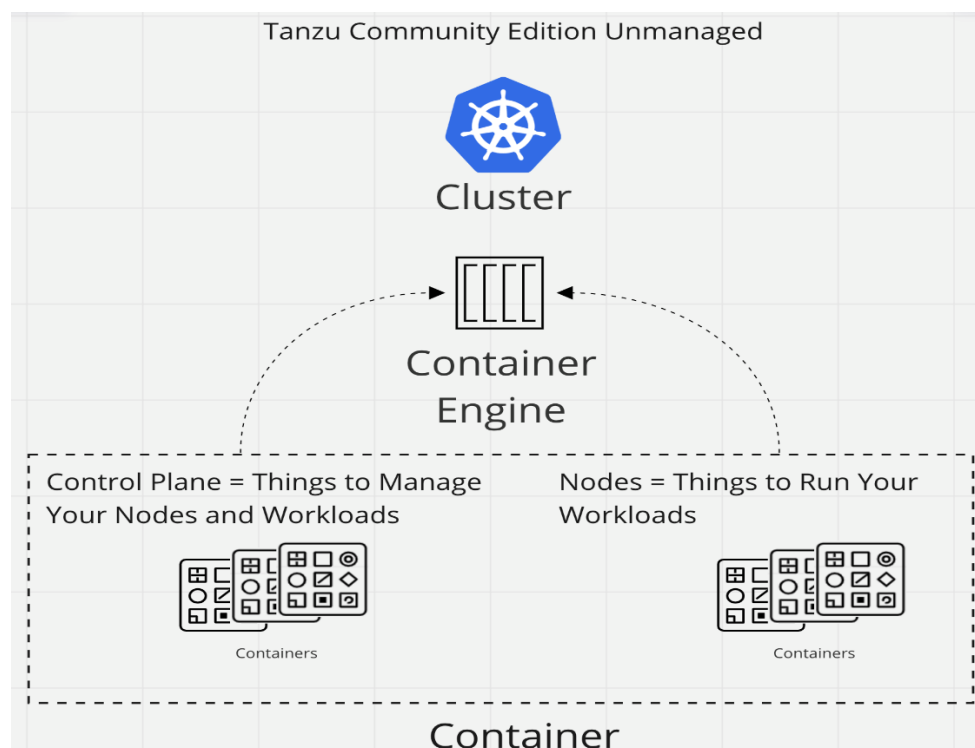 Tanzu Community Edition Unmanaged
Cluster
Container
Engine
Control Plane = Things to Manage
Your Nodes and Workloads
Nodes = Things to Run Your
Workloads
Containers
Containers
Container